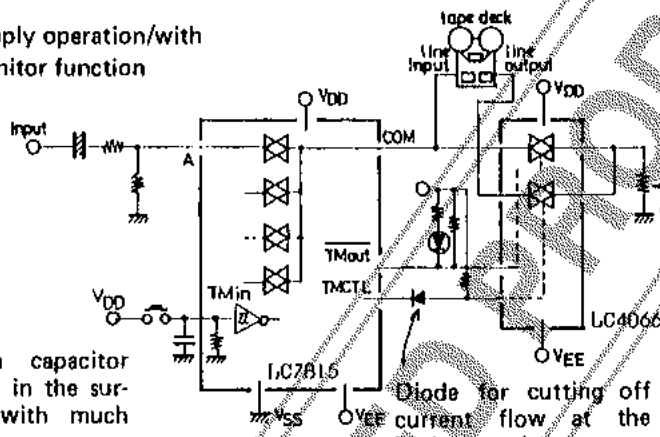 ply operation/with
nitor function
tape deck
line input
line output
VDD
VDD
Input
COM
A
TMout
TMin
TMCTL
VDD
LC4066
VEE
LC7815
capacitor
in the sur-
with much
VSS
VEE
Diode for cutting off
current flow at the